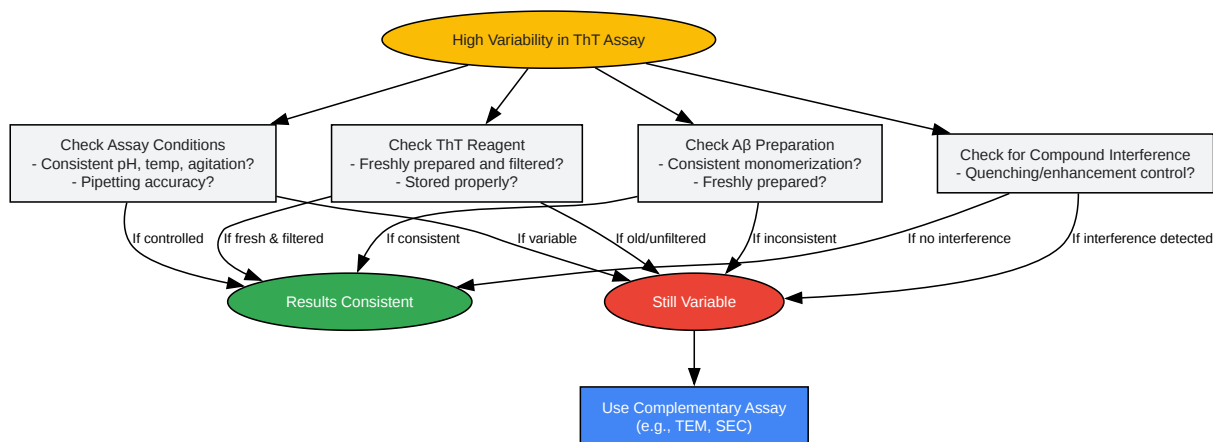 High Variability in ThT Assay
Check Assay Conditions
- Consistent pH, temp, agitation?
- Pipetting accuracy?
Check ThT Reagent
- Freshly prepared and filtered?
- Stored properly?
Check Aβ Preparation
- Consistent monomerization?
- Freshly prepared?
Check for Compound Interference
- Quenching/enhancement control?
If controlled
If fresh & filtered
If consistent
If variable
If old/unfiltered
If inconsistent
If no interference
If interference detected
Results Consistent
Still Variable
Use Complementary Assay
(e.g., TEM, SEC)